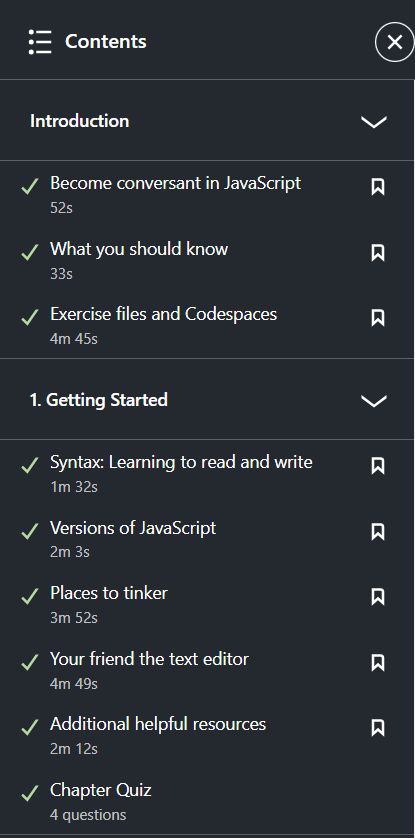 Contents
Introduction
Become conversant in JavaScript
52s
What you should know
33s
Exercise files and Codespaces
4m 45s
1. Getting Started
Syntax: Learning to read and write
1m 32s
Versions of JavaScript
2m 3s
Places to tinker
3m 52s
Your friend the text editor
4m 49s
Additional helpful resources
2m 12s
Chapter Quiz
4 questions